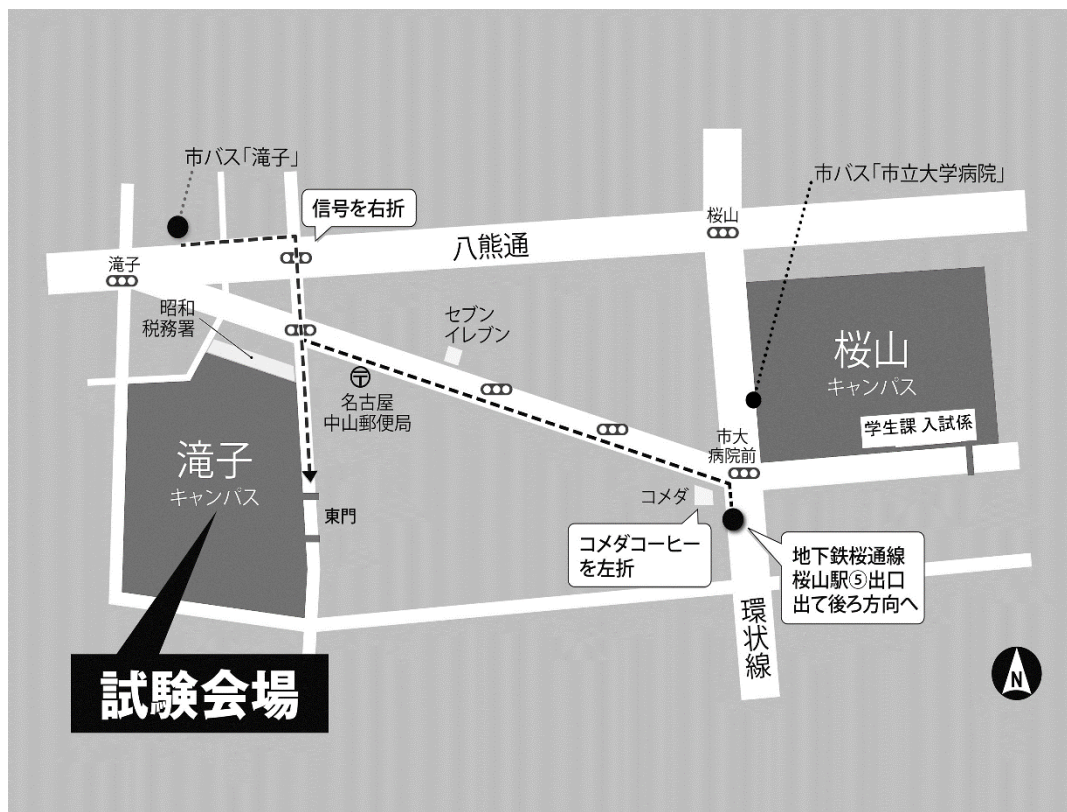 市バス「滝子」
信号を右折
市バス「市立大学病院」
桜山
八熊通
滝子
昭和
税務署
セブン
イレブン
桜山
キャンパス
〒
名古屋
中山郵便局
学生課 入試係
市大
病院前
滝子
キャンパス
コメダ
東門
コメダコーヒー
を左折
地下鉄桜通線
桜山駅⑤出口
出て後ろ方向へ
環状線
試験会場
N